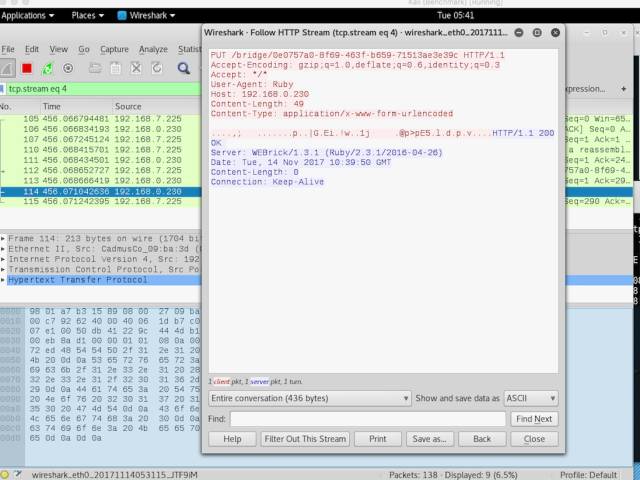 Kali (Benchmark) [Running]
Applications ▾ Places ▾ Wireshark ▾ Tue 05:41
File Edit View Go Capture Analyze Statist
tcp.stream eq 4
xpression... +
No. Time Source
105 456.066794481 192.168.7.225 Seq=0 Win=65
106 456.066834193 192.168.0.230 ACK] Seq=0 A
107 456.067245124 192.168.7.225 Seq=1 Ack=1
110 456.068415701 192.168.7.225 a reassembl
111 456.068434501 192.168.0.230 Seq=1 Ack=24
112 456.068652727 192.168.7.225 0e0757a0-8f69-4
113 456.068666419 192.168.0.230 Seq=1 Ack=29
114 456.071042636 192.168.0.230
115 456.071242395 192.168.7.225 Seq=290 Ack=
Frame 114: 213 bytes on wire (1704 bi
Ethernet II, Src: CadmusCo_09:ba:3d (
Internet Protocol Version 4, Src: 192
Transmission Control Protocol, Src Po
Hypertext Transfer Protocol
0000 98 01 a7 b3 15 89 08 00 27 09 ba
0010 00 c7 92 62 40 00 40 06 1d b7 c0
0020 07 e1 00 50 db 41 22 9c 44 4d b1
0030 00 eb 8a d1 00 00 01 01 08 0a 00
0040 72 ed 48 54 54 50 2f 31 2e 31 20
0050 4b 20 0d 0a 53 65 72 76 65 72 3a
0060 69 63 6b 2f 31 2e 33 2e 31 20 28
0070 32 2e 33 2e 31 2f 32 30 31 36 2d
0080 29 0d 0a 44 61 74 65 3a 20 54 75
0090 20 4e 6f 76 20 32 30 31 37 20 31
00a0 35 30 20 47 4d 54 0d 0a 43 6f 6e
00b0 4c 65 6e 67 74 68 3a 20 30 0d 0a
00c0 63 74 69 6f 6e 3a 20 4b 65 65 70
00d0 65 0d 0a 0d 0a
Wireshark - Follow HTTP Stream (tcp.stream eq 4) - wireshark_eth0_2017111...
PUT /bridge/0e0757a0-8f69-463f-b659-71513ae3e39c HTTP/1.1
Accept-Encoding: gzip;q=1.0,deflate;q=0.6,identity;q=0.3
Accept: */*
User-Agent: Ruby
Host: 192.168.0.230
Content-Length: 49
Content-Type: application/x-www-form-urlencoded
....,; .......p..|G.Ei.!w..1j .@p>pE5.l.d.p.v....HTTP/1.1 200
OK
Server: WEBrick/1.3.1 (Ruby/2.3.1/2016-04-26)
Date: Tue, 14 Nov 2017 10:39:50 GMT
Content-Length: 0
Connection: Keep-Alive
1 client pkt, 1 server pkt, 1 turn.
Entire conversation (436 bytes) Show and save data as ASCII
Find: Find Next
Help Filter Out This Stream Print Save as... Back Close
wireshark_eth0_20171114053115_JTF9iM Packets: 138 · Displayed: 9 (6.5%) Profile: Default